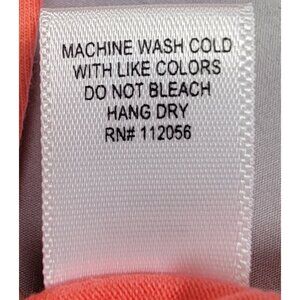 MACHINE WASH COLD
WITH LIKE COLORS
DO NOT BLEACH
HANG DRY
RN# 112056